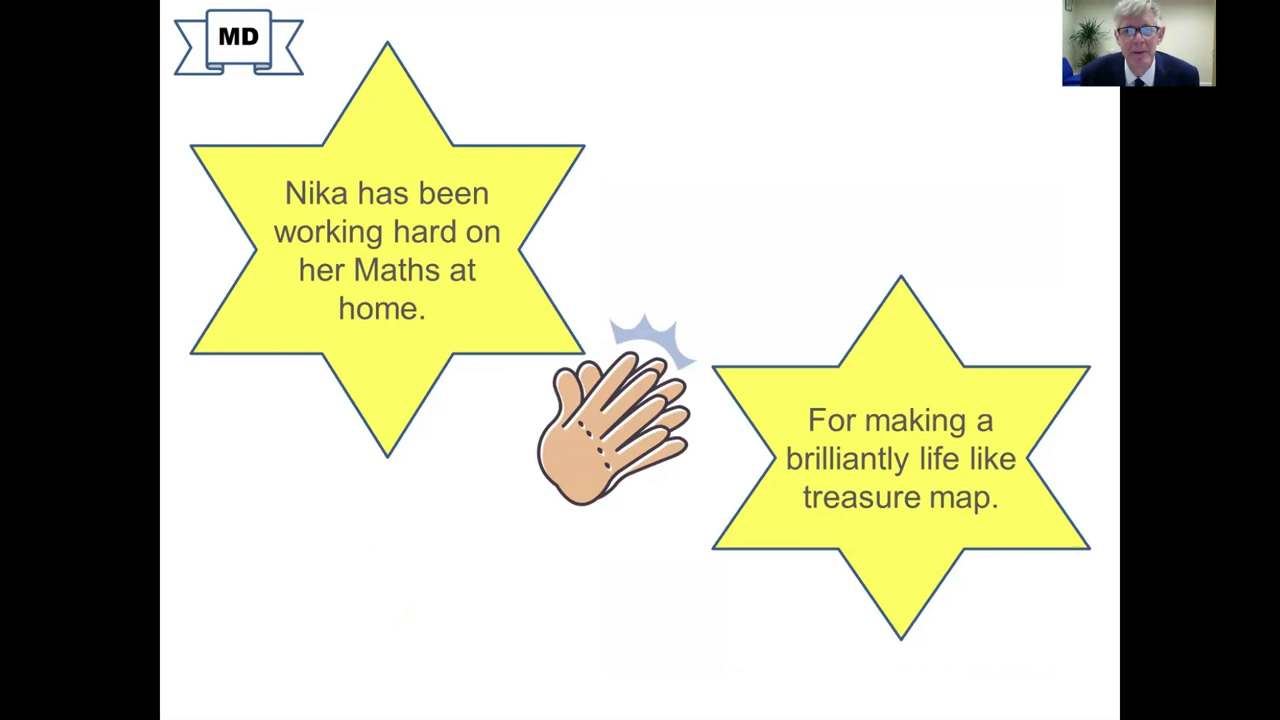 MD
Nika has been
working hard on
her Maths at
home.
For making a
brilliantly life like
treasure map.